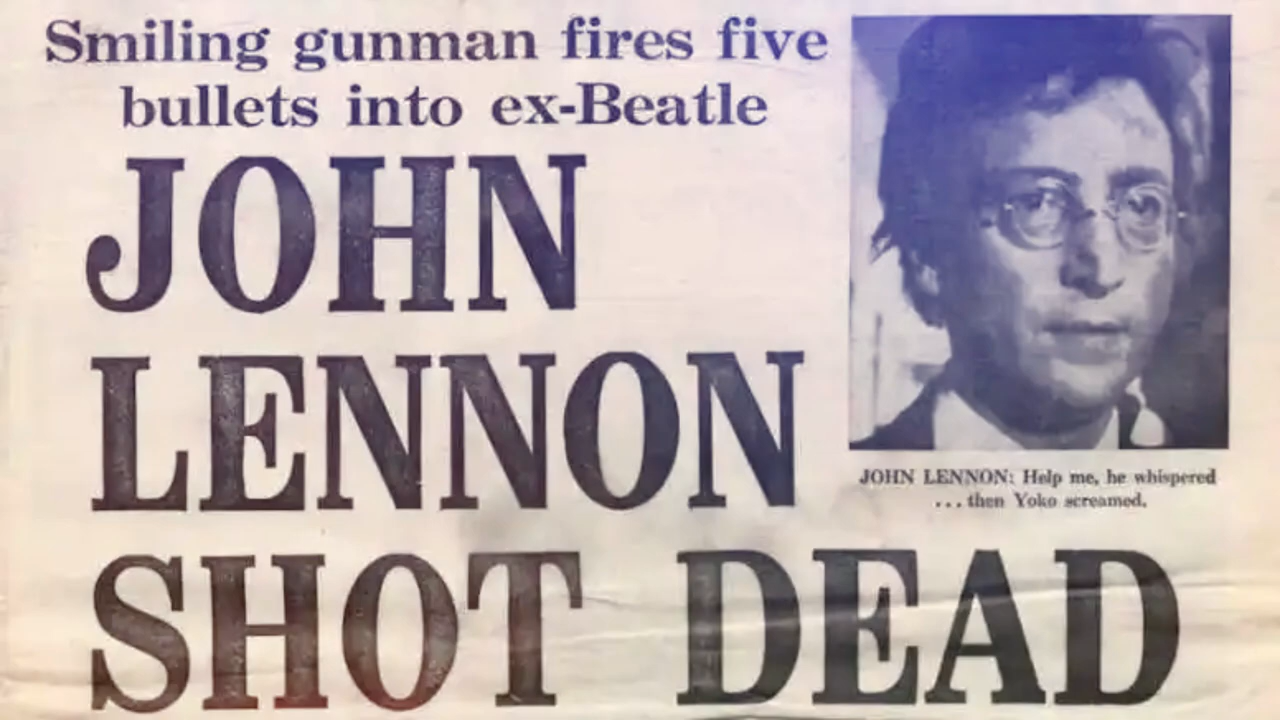 Smiling gunman fires five
bullets into ex-Beatle
JOHN
LENNON
SHOT DEAD
JOHN LENNON: Help me, he whispered
...then Yoko screamed.